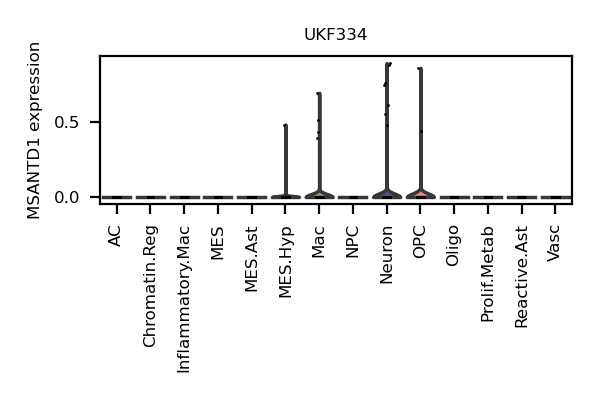 UKF334
MSANTD1 expression
0.5
0.0
AC
Chromatin.Reg
Inflammatory.Mac
MES
MES.Ast
MES.Hyp
Mac
NPC
Neuron
OPC
Oligo
Prolif.Metab
Reactive.Ast
Vasc